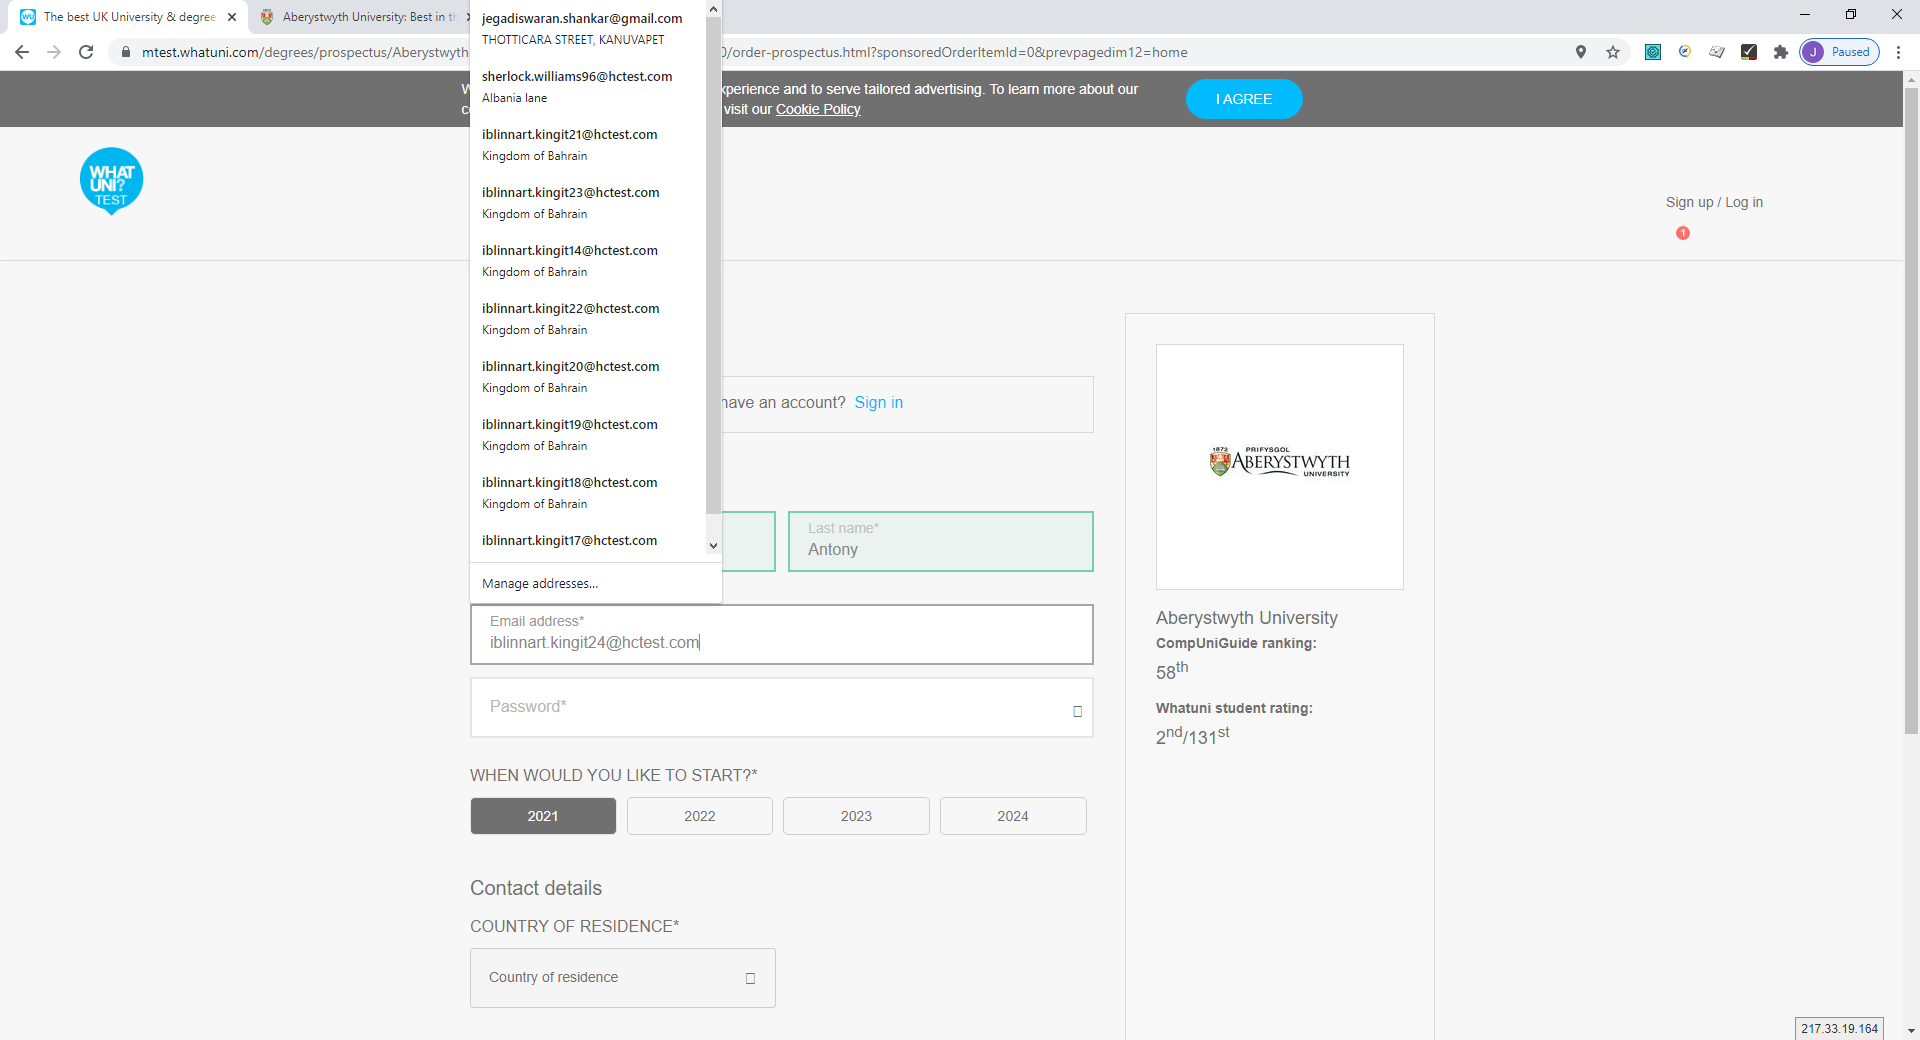 The best UK University & degree
Aberystwyth University: Best in th
mtest.whatuni.com/degrees/prospectus/Aberystwyth
0/order-prospectus.html?sponsoredOrderItemId=0&prevpagedim12=home
J Paused
xperience and to serve tailored advertising. To learn more about our
visit our Cookie Policy
I AGREE
WHAT
UNI?
TEST
Sign up / Log in
1
jegadiswaran.shankar@gmail.com
THOTTICARA STREET, KANUVAPET
sherlock.williams96@hctest.com
Albania lane
iblinnart.kingit21@hctest.com
Kingdom of Bahrain
iblinnart.kingit23@hctest.com
Kingdom of Bahrain
iblinnart.kingit14@hctest.com
Kingdom of Bahrain
iblinnart.kingit22@hctest.com
Kingdom of Bahrain
iblinnart.kingit20@hctest.com
Kingdom of Bahrain
iblinnart.kingit19@hctest.com
Kingdom of Bahrain
iblinnart.kingit18@hctest.com
Kingdom of Bahrain
iblinnart.kingit17@hctest.com
Manage addresses...
have an account? Sign in
Last name*
Antony
Email address*
iblinnart.kingit24@hctest.com
Password*
WHEN WOULD YOU LIKE TO START?*
2021 2022 2023 2024
Contact details
COUNTRY OF RESIDENCE*
Country of residence
1872 PRIFYSGOL
ABERYSTWYTH
UNIVERSITY
Aberystwyth University
CompUniGuide ranking:
58th
Whatuni student rating:
2nd/131st
217.33.19.164